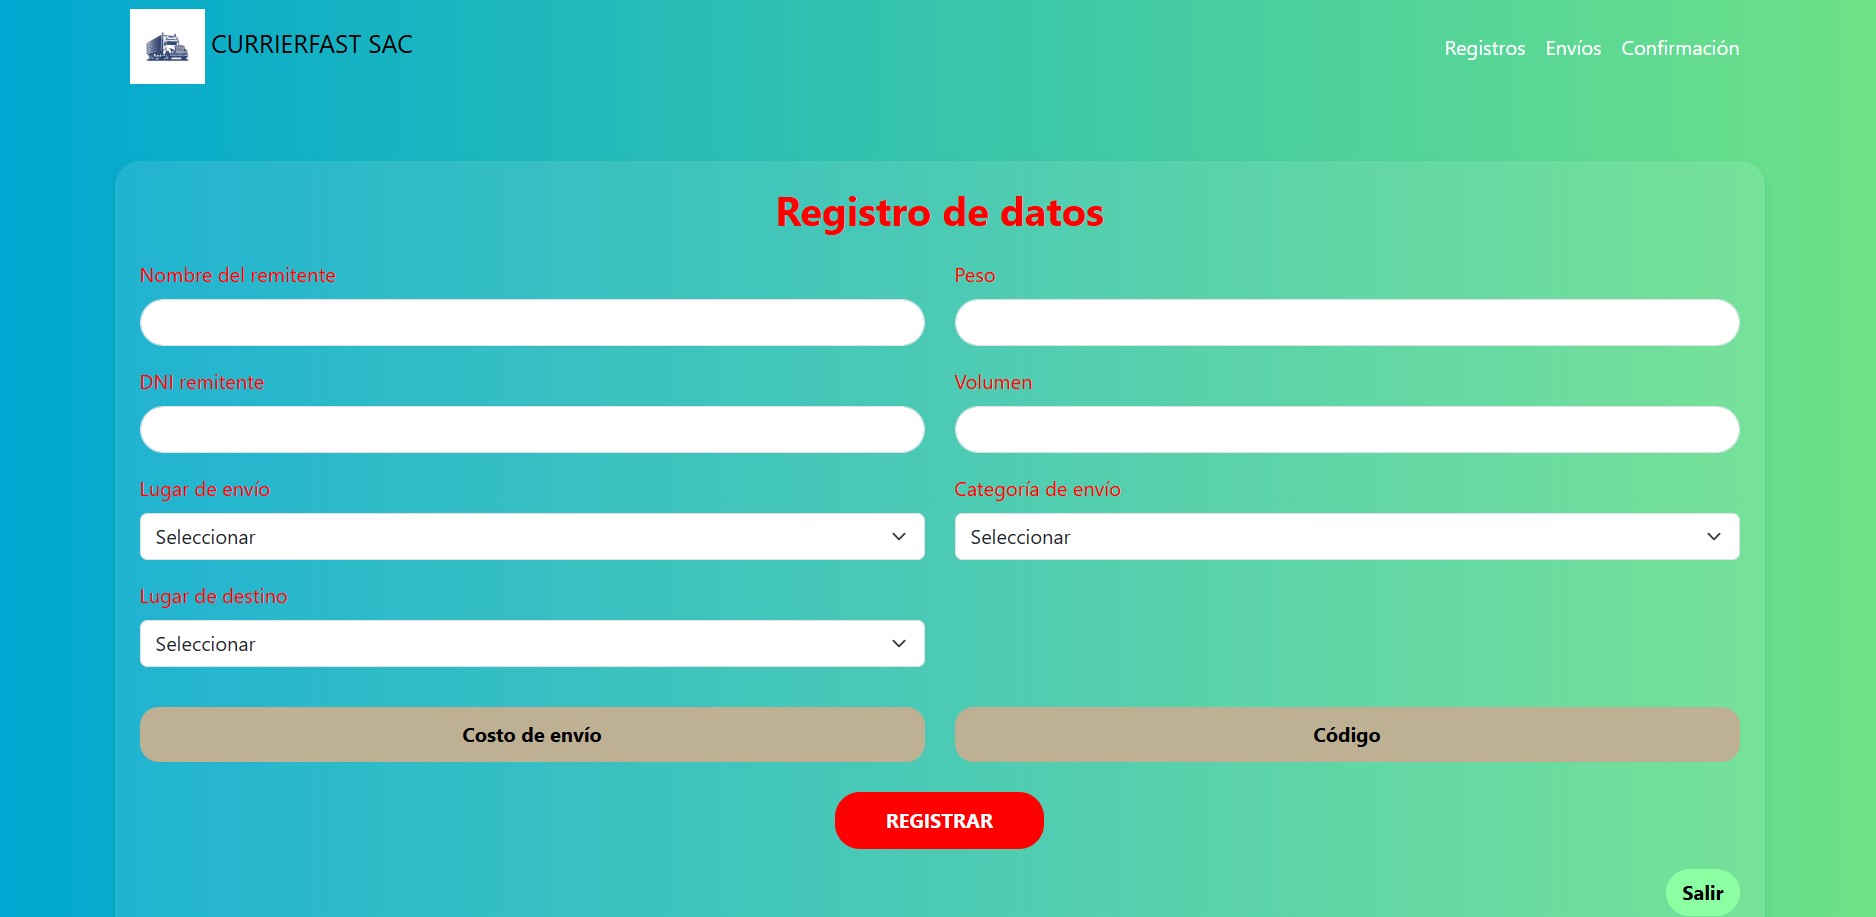 CURRIERFAST SAC
Registros Envíos Confirmación
Registro de datos
Nombre del remitente
Peso
DNI remitente
Volumen
Lugar de envío
Categoría de envío
Seleccionar
Seleccionar
Lugar de destino
Seleccionar
Costo de envío
Código
REGISTRAR
Salir